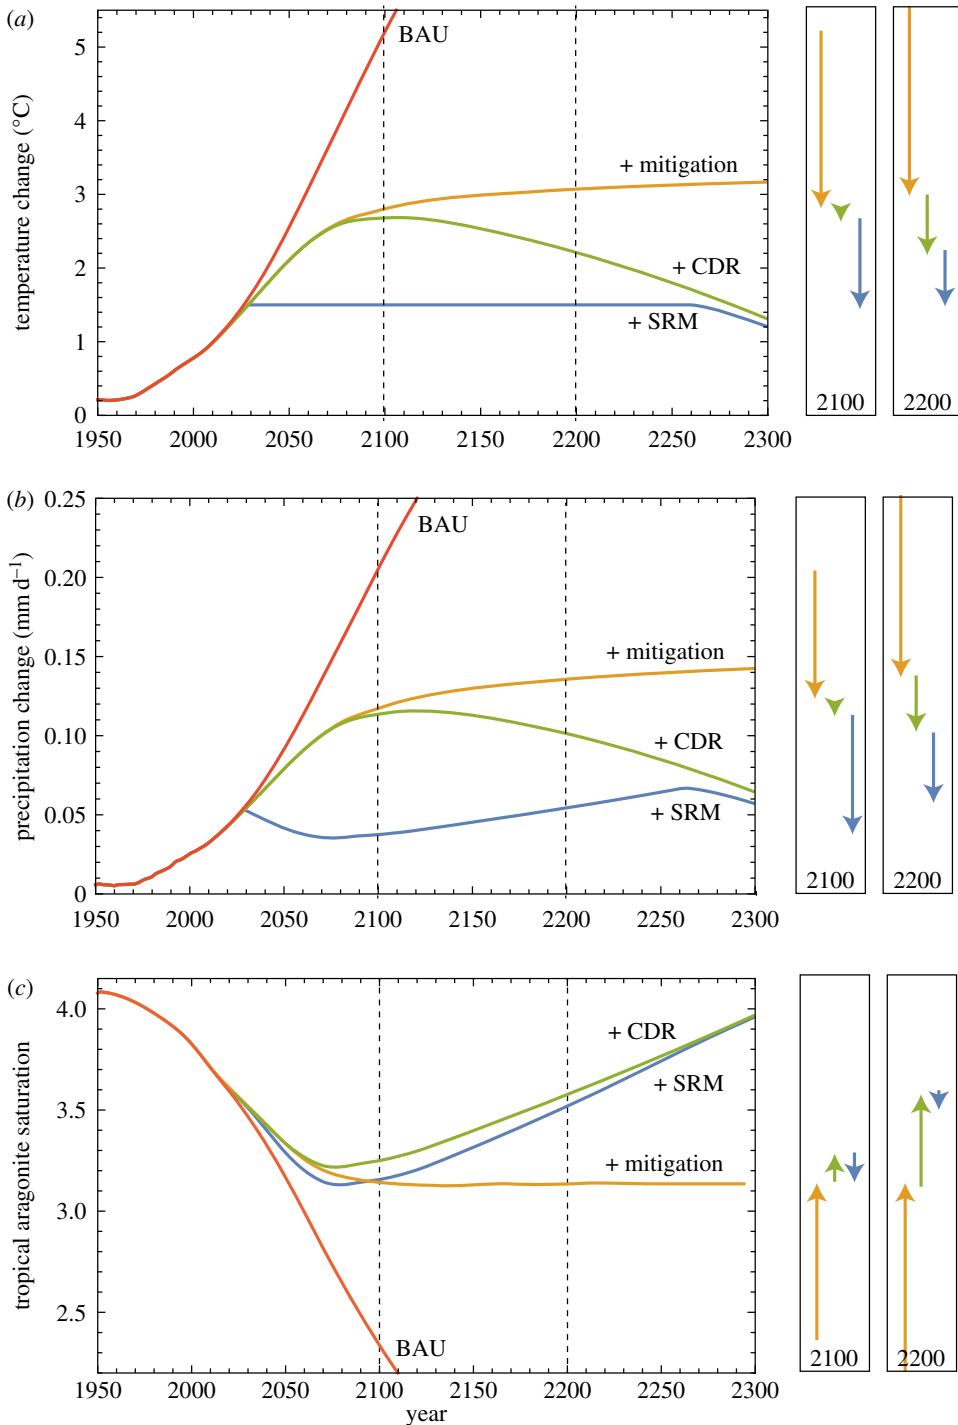 (a)
temperature change (°C)
5
4
3
2
1
0
BAU
+ mitigation
+ CDR
+ SRM
1950 2000 2050 2100 2150 2200 2250 2300
2100
2200
(b)
precipitation change (mm d⁻¹)
0.25
0.20
0.15
0.10
0.05
0
BAU
+ mitigation
+ CDR
+ SRM
1950 2000 2050 2100 2150 2200 2250 2300
2100
2200
(c)
tropical aragonite saturation
4.0
3.5
3.0
2.5
+ CDR
+ SRM
+ mitigation
BAU
1950 2000 2050 2100 2150 2200 2250 2300
year
2100
2200